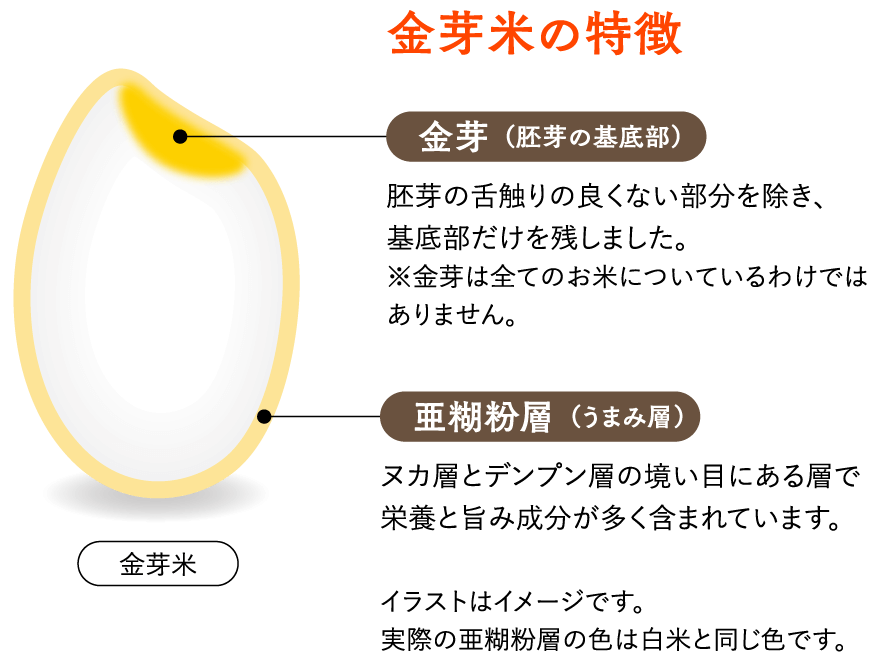 金芽米の特徴
金芽（胚芽の基底部）
胚芽の舌触りの良くない部分を除き、
基底部だけを残しました。
※金芽は全てのお米についているわけでは
ありません。
亜糊粉層（うまみ層）
ヌカ層とデンプン層の境い目にある層で
栄養と旨み成分が多く含まれています。
金芽米
イラストはイメージです。
実際の亜糊粉層の色は白米と同じ色です。